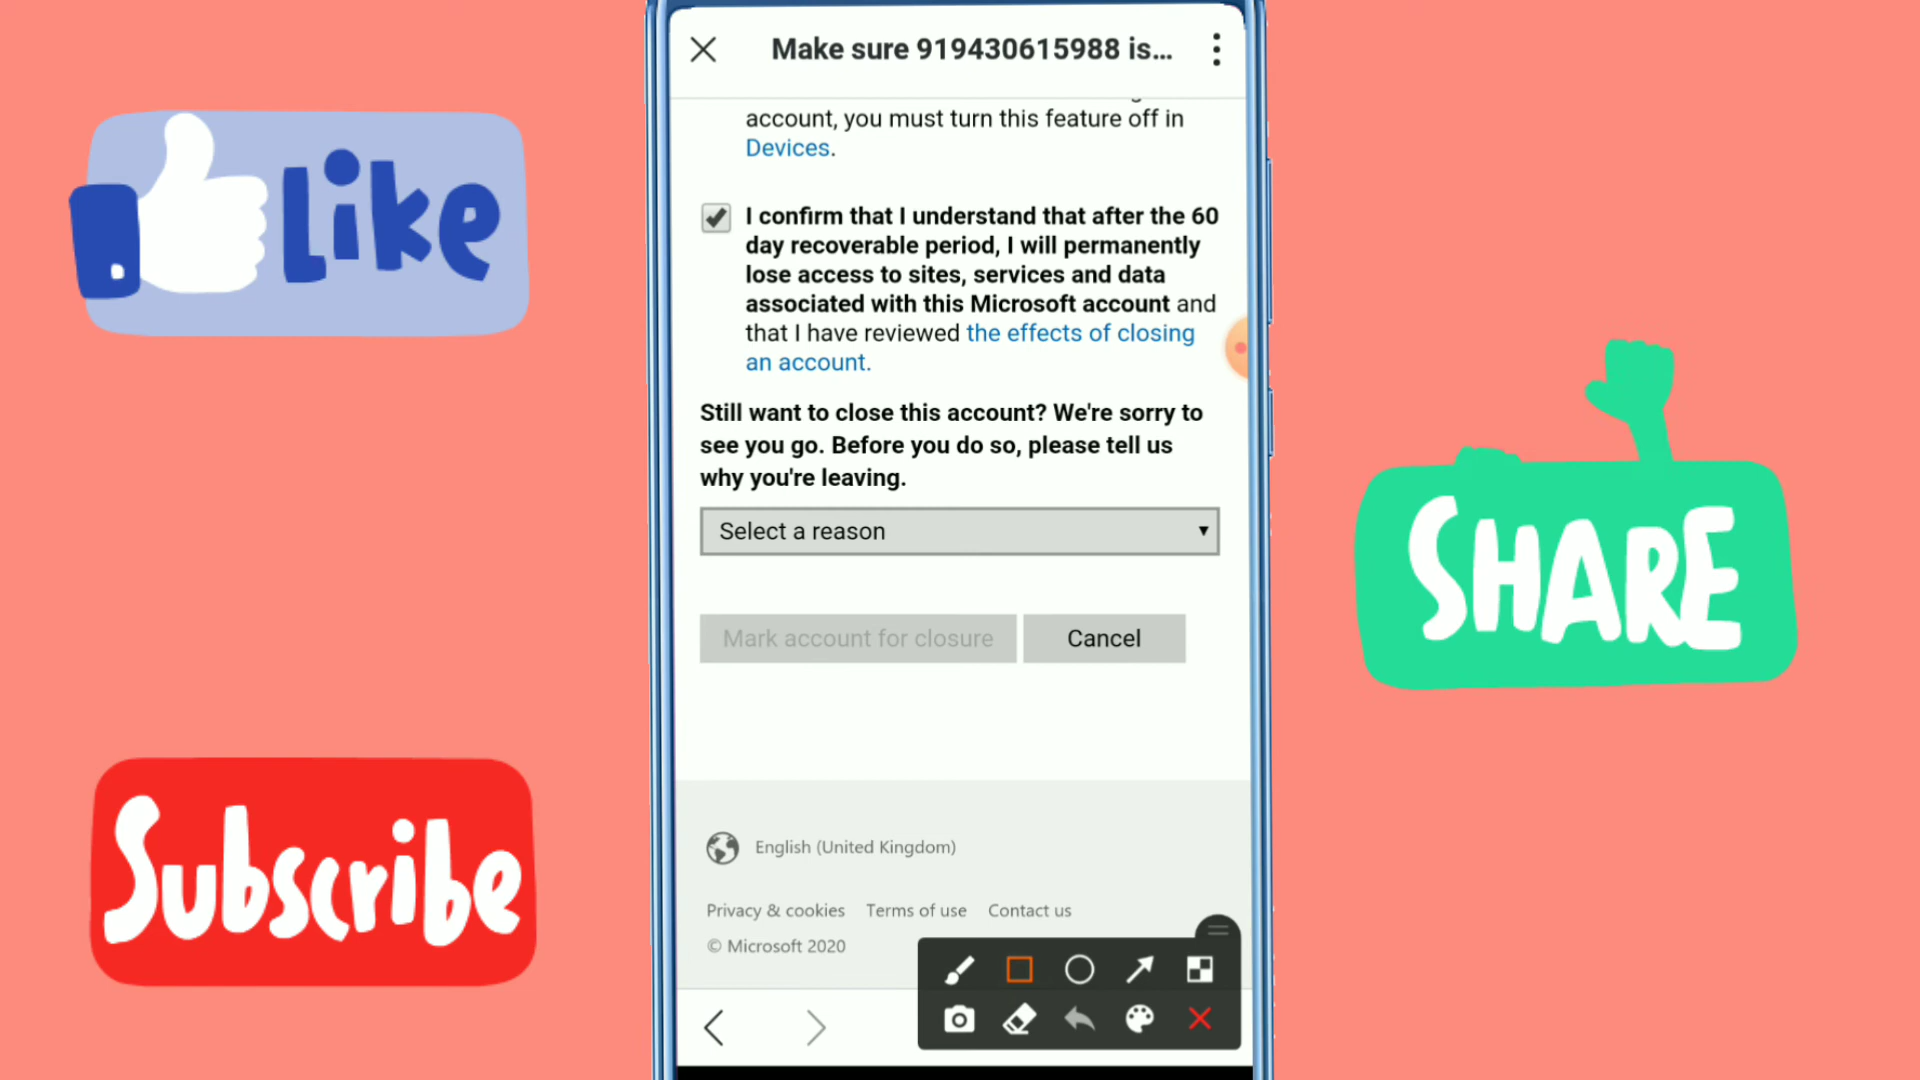 Make sure 919430615988 is...
account, you must turn this feature off in
Devices.
I confirm that I understand that after the 60
day recoverable period, I will permanently
lose access to sites, services and data
associated with this Microsoft account and
that I have reviewed the effects of closing
an account.
Still want to close this account? We're sorry to
see you go. Before you do so, please tell us
why you're leaving.
Select a reason
Mark account for closure
Cancel
English (United Kingdom)
Privacy & cookies Terms of use Contact us
© Microsoft 2020
Like
Subscribe
SHARE